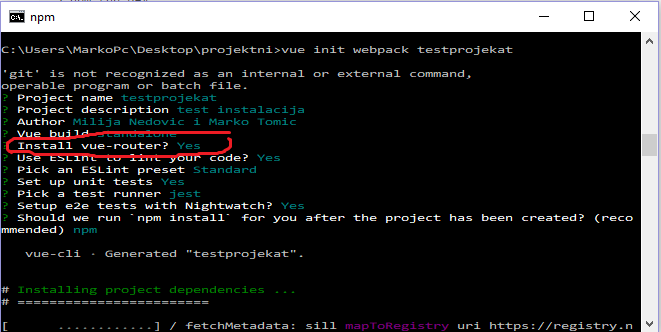 npm
C:\Users\MarkoPc\Desktop\projektni>vue init webpack testprojekat
'git' is not recognized as an internal or external command,
operable program or batch file.
? Project name testprojekat
? Project description test instalacija
? Author Milija Nedovic i Marko Tomic
? Vue build standalone
? Install vue-router? Yes
? Use ESLint to lint your code? Yes
? Pick an ESLint preset Standard
? Set up unit tests Yes
? Pick a test runner jest
? Setup e2e tests with Nightwatch? Yes
? Should we run `npm install` for you after the project has been created? (reco
mmended) npm
vue-cli · Generated "testprojekat".
# Installing project dependencies ...
# ========================
[ ............] / fetchMetadata: sill mapToRegistry uri https://registry.n